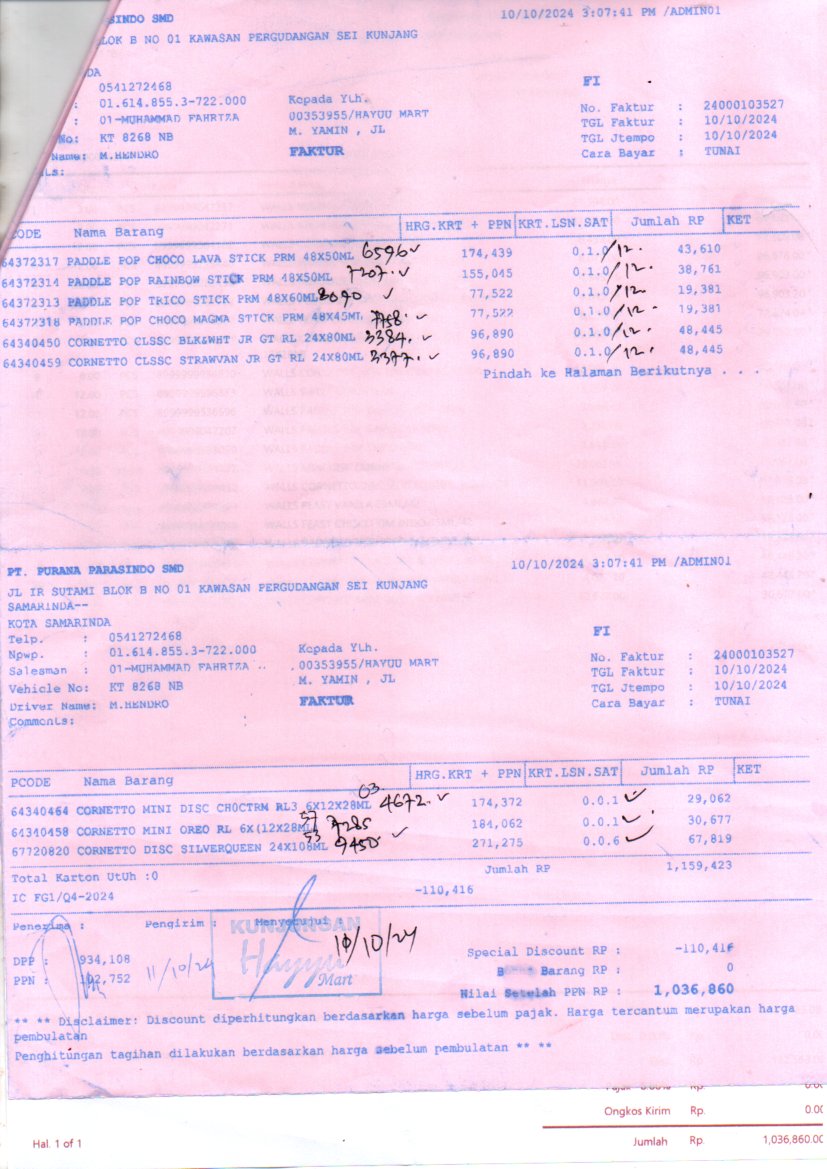 SINDO SMD 10/10/2024 3:07:41 PM /ADMIN01
BLOK B NO 01 KAWASAN PERGUDANGAN SEI KUNJANG
DA
0541272468 FI
: 01.614.855.3-722.000 Kepada Yth. No. Faktur : 24000103527
: 01-MUHAMMAD FAHRIZA 00353955/HAYUU MART TGL Faktur : 10/10/2024
No: KT 8268 NB M. YAMIN , JL TGL Jtempo : 10/10/2024
Name: M.HENDRO FAKTUR Cara Bayar : TUNAI
ts:
CODE Nama Barang HRG.KRT + PPN KRT.LSN.SAT Jumlah RP KET
64372317 PADDLE POP CHOCO LAVA STICK PRM 48X50ML 6596 174,439 0.1.0 /12. 43,610
64372314 PADDLE POP RAINBOW STICK PRM 48X50ML 7207. 155,045 0.1.0 /12. 38,761
64372313 PADDLE POP TRICO STICK PRM 48X60ML 8090 77,522 0.1.0 /12. 19,381
64372318 PADDLE POP CHOCO MAGMA STICK PRM 48X45ML 7758. 77,522 0.1.0 /12. 19,381
64340450 CORNETTO CLSSC BLK&WHT JR GT RL 24X80ML 3384. 96,890 0.1.0 /12. 48,445
64340459 CORNETTO CLSSC STRAWVAN JR GT RL 24X80ML 3377. 96,890 0.1.0 /12. 48,445
Pindah ke Halaman Berikutnya . . .
PT. PURANA PARASINDO SMD 10/10/2024 3:07:41 PM /ADMIN01
JL IR SUTAMI BLOK B NO 01 KAWASAN PERGUDANGAN SEI KUNJANG
SAMARINDA--
KOTA SAMARINDA
Telp. : 0541272468 FI
Npwp. : 01.614.855.3-722.000 Kepada Yth. No. Faktur : 24000103527
Salesman : 01-MUHAMMAD FAHRIZA 00353955/HAYUU MART TGL Faktur : 10/10/2024
Vehicle No: KT 8268 NB M. YAMIN , JL TGL Jtempo : 10/10/2024
Driver Name: M.HENDRO FAKTUR Cara Bayar : TUNAI
Comments:
PCODE Nama Barang HRG.KRT + PPN KRT.LSN.SAT Jumlah RP KET
64340464 CORNETTO MINI DISC CHOCTRM RL3 6X12X28ML 03 4672. 174,372 0.0.1 29,062
64340458 CORNETTO MINI OREO RL 6X(12X28ML) 57 7285 184,062 0.0.1 30,677
67720820 CORNETTO DISC SILVERQUEEN 24X108ML 53 9450 271,275 0.0.6 67,819
Total Karton Utuh :0 Jumlah RP 1,159,423
IC FG1/Q4-2024 -110,416
Penerima : Pengirim : Menyetujui :
KUNJUNGAN
Hayyu
Mart
11/10/24
10/10/24
DPP : 934,108 Special Discount RP : -110,416
PPN : 102,752 Barang RP : 0
Nilai Setelah PPN RP : 1,036,860
** ** Disclaimer: Discount diperhitungkan berdasarkan harga sebelum pajak. Harga tercantum merupakan harga
pembulatan
Penghitungan tagihan dilakukan berdasarkan harga sebelum pembulatan ** **
Ongkos Kirim Rp. 0.00
Hal. 1 of 1 Jumlah Rp. 1,036,860.00